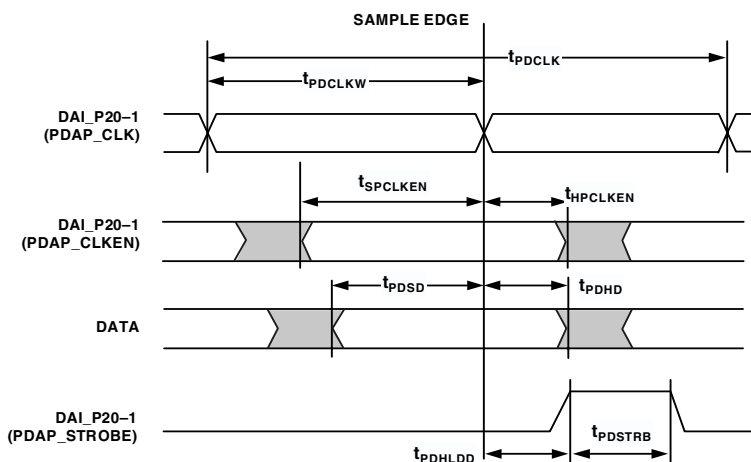 SAMPLE EDGE
tPDCLK
tPDCLKW
DAI_P20–1
(PDAP_CLK)
tSPCLKEN
tHPCLKEN
DAI_P20–1
(PDAP_CLKEN)
tPDSD
tPDHD
DATA
DAI_P20–1
(PDAP_STROBE)
tPDHLDD
tPDSTRB